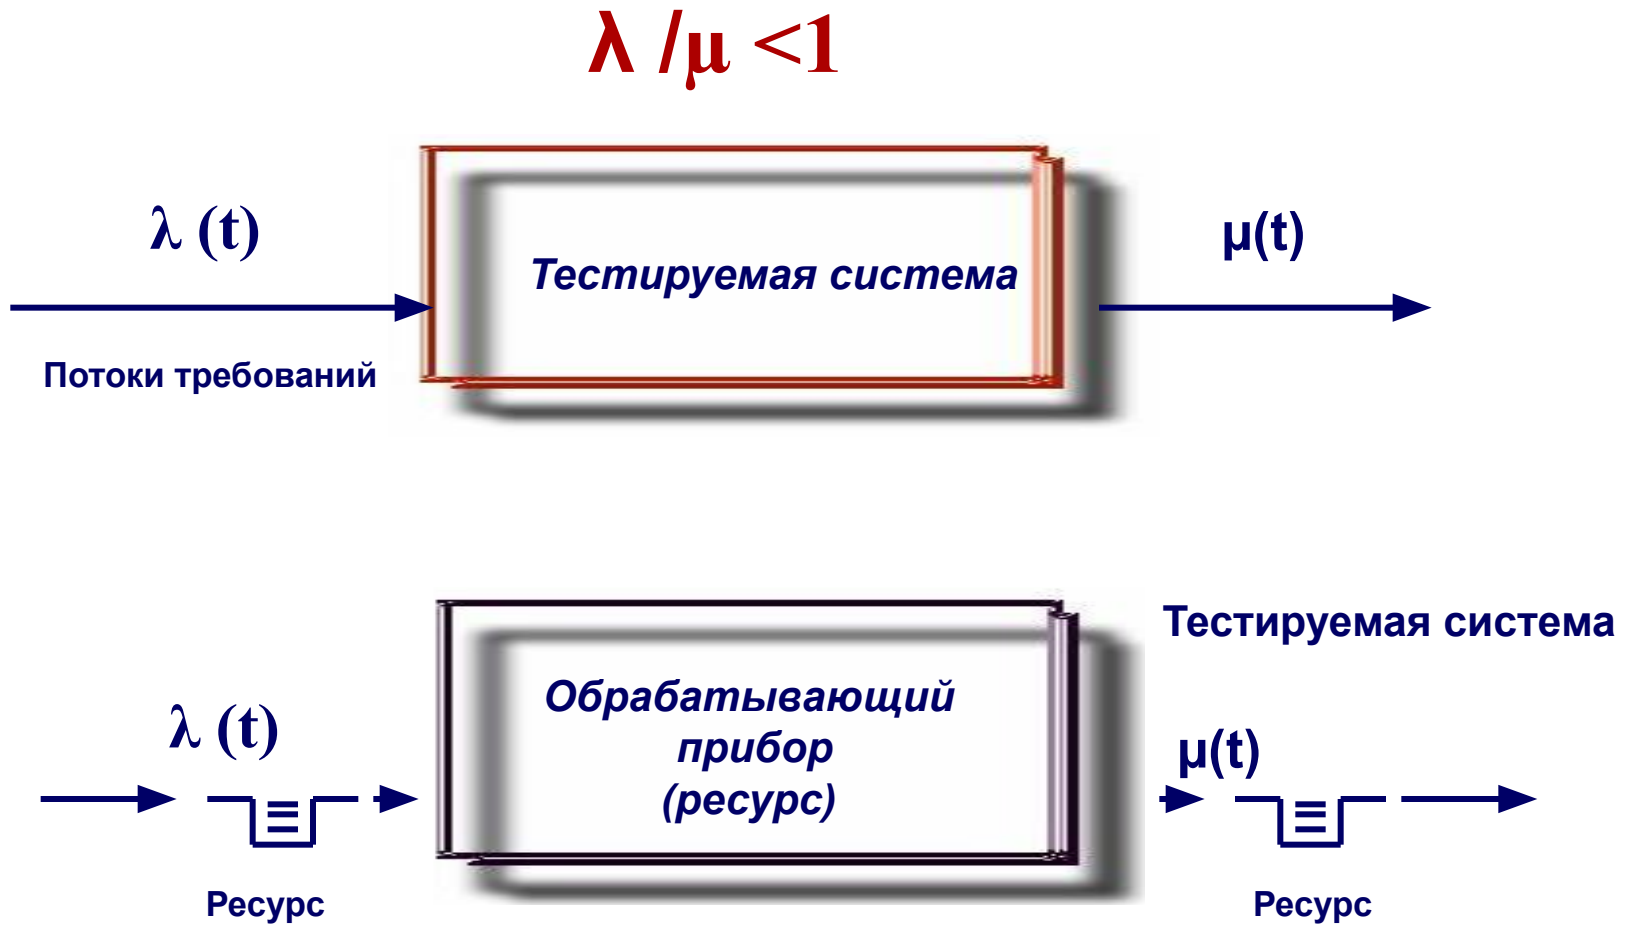 λ /μ <1
λ (t)
Тестируемая система
μ(t)
Потоки требований
Тестируемая система
Обрабатывающий
прибор
(ресурс)
λ (t)
μ(t)
Ресурс
Ресурс